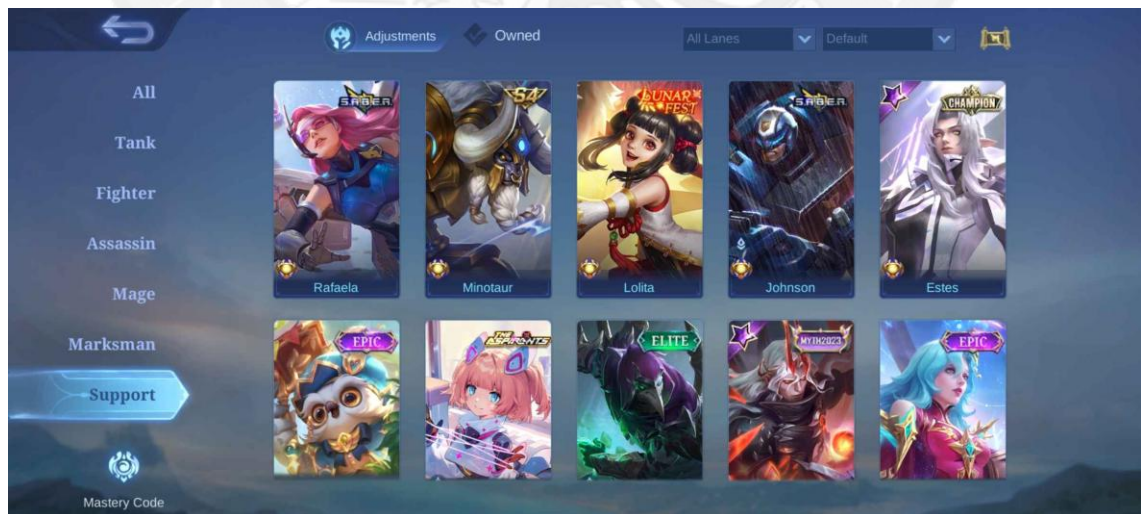 Adjustments
Owned
All Lanes
Default
All
Tank
Fighter
Assassin
Mage
Marksman
Support
Mastery Code
S.A.B.E.R.
S4
LUNAR FEST
S.A.B.E.R.
CHAMPION
Rafaela
Minotaur
Lolita
Johnson
Estes
EPIC
THE ASPIRANTS
ELITE
MYTH2023
EPIC